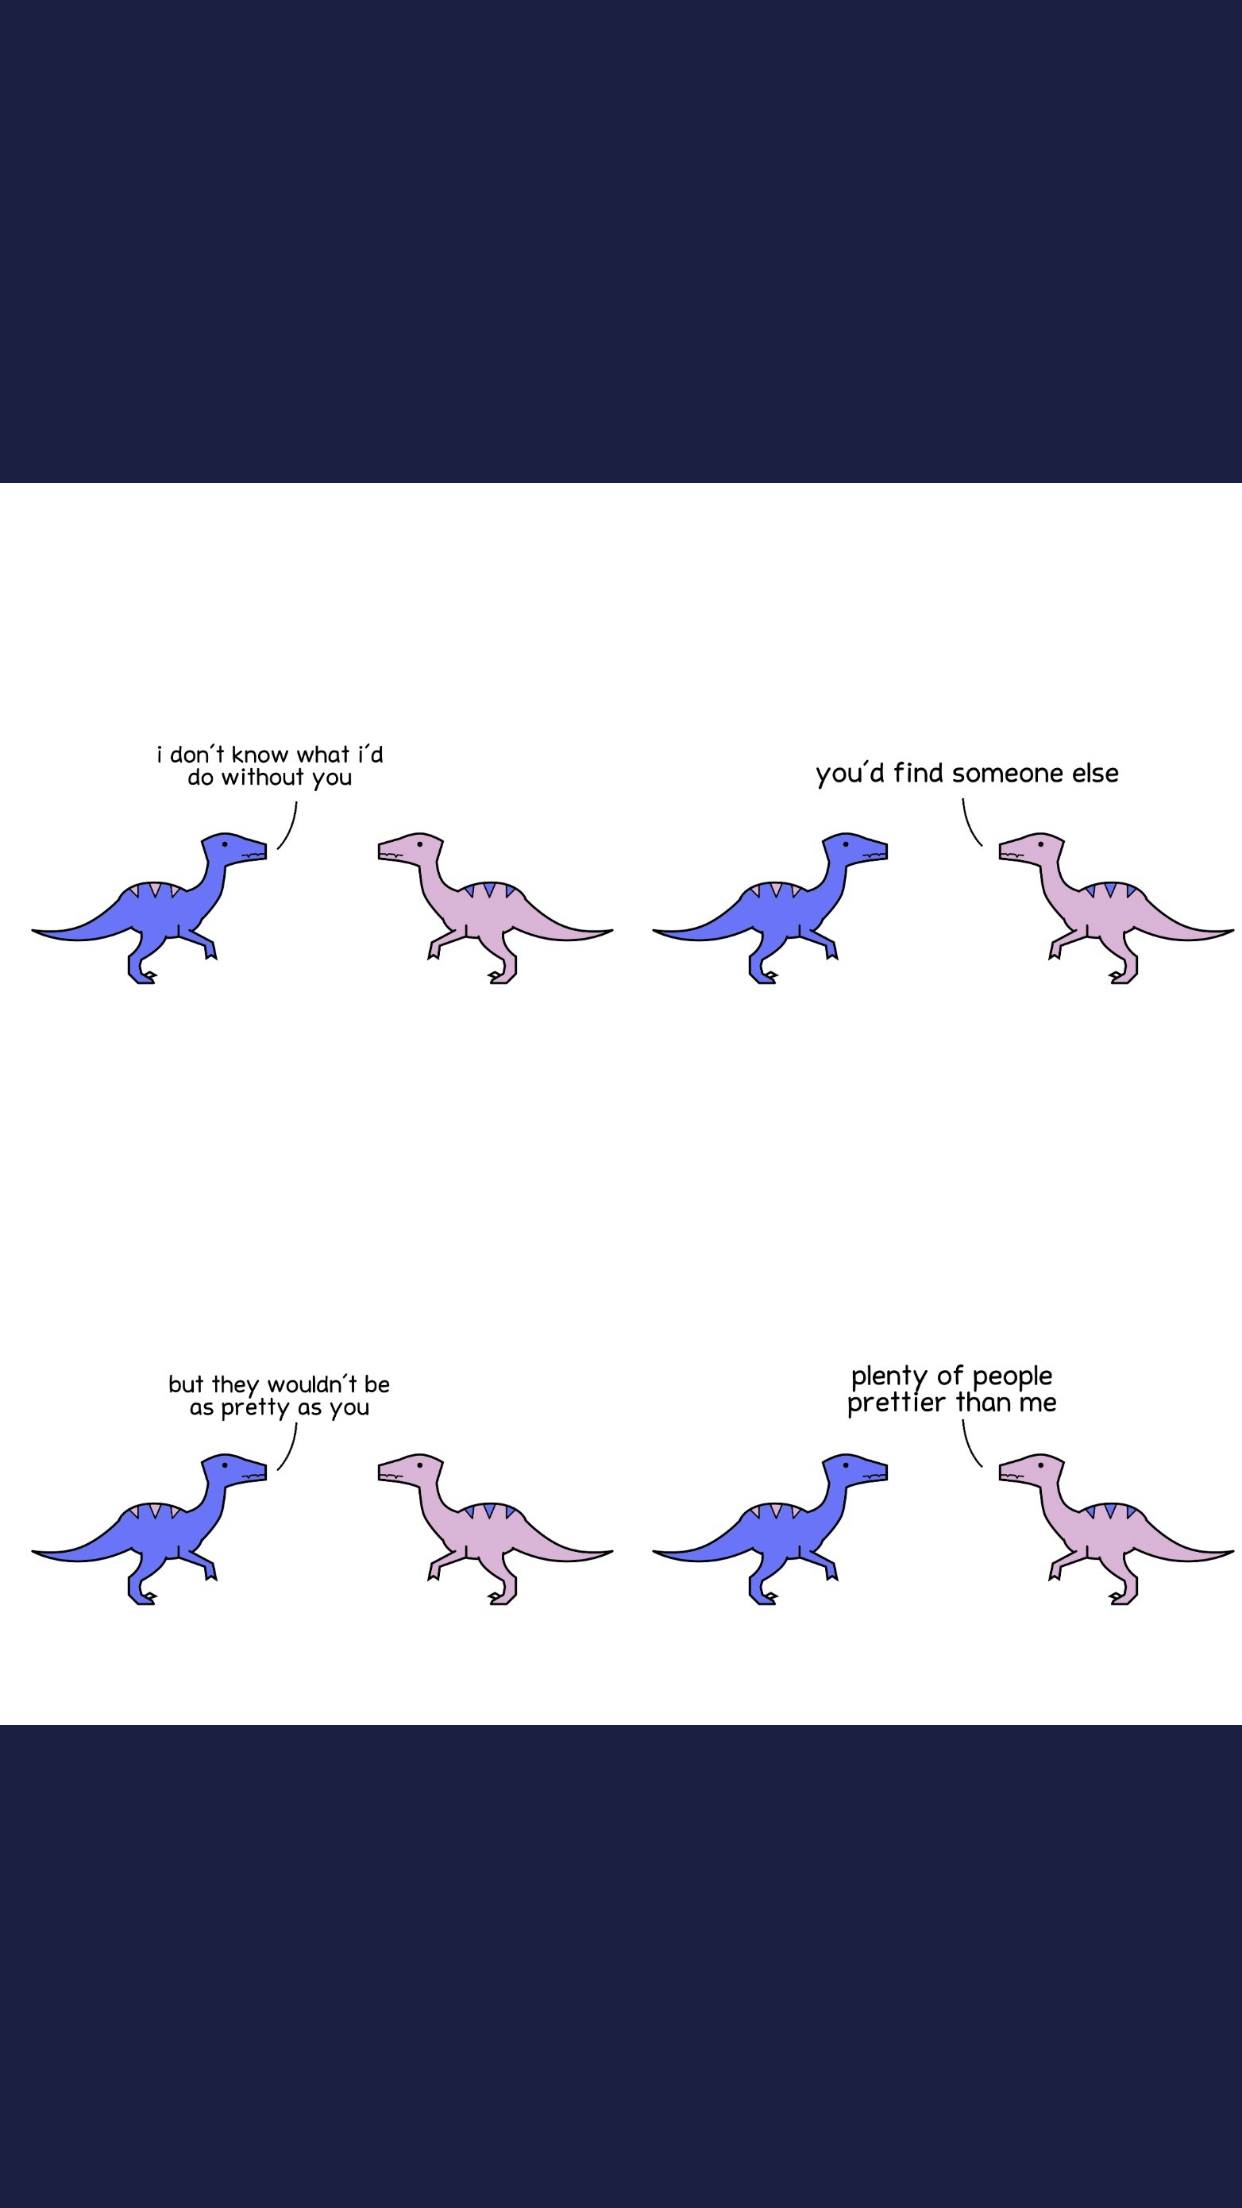 i don't know what i'd
do without you
you'd find someone else
but they wouldn't be
as pretty as you
plenty of people
prettier than me